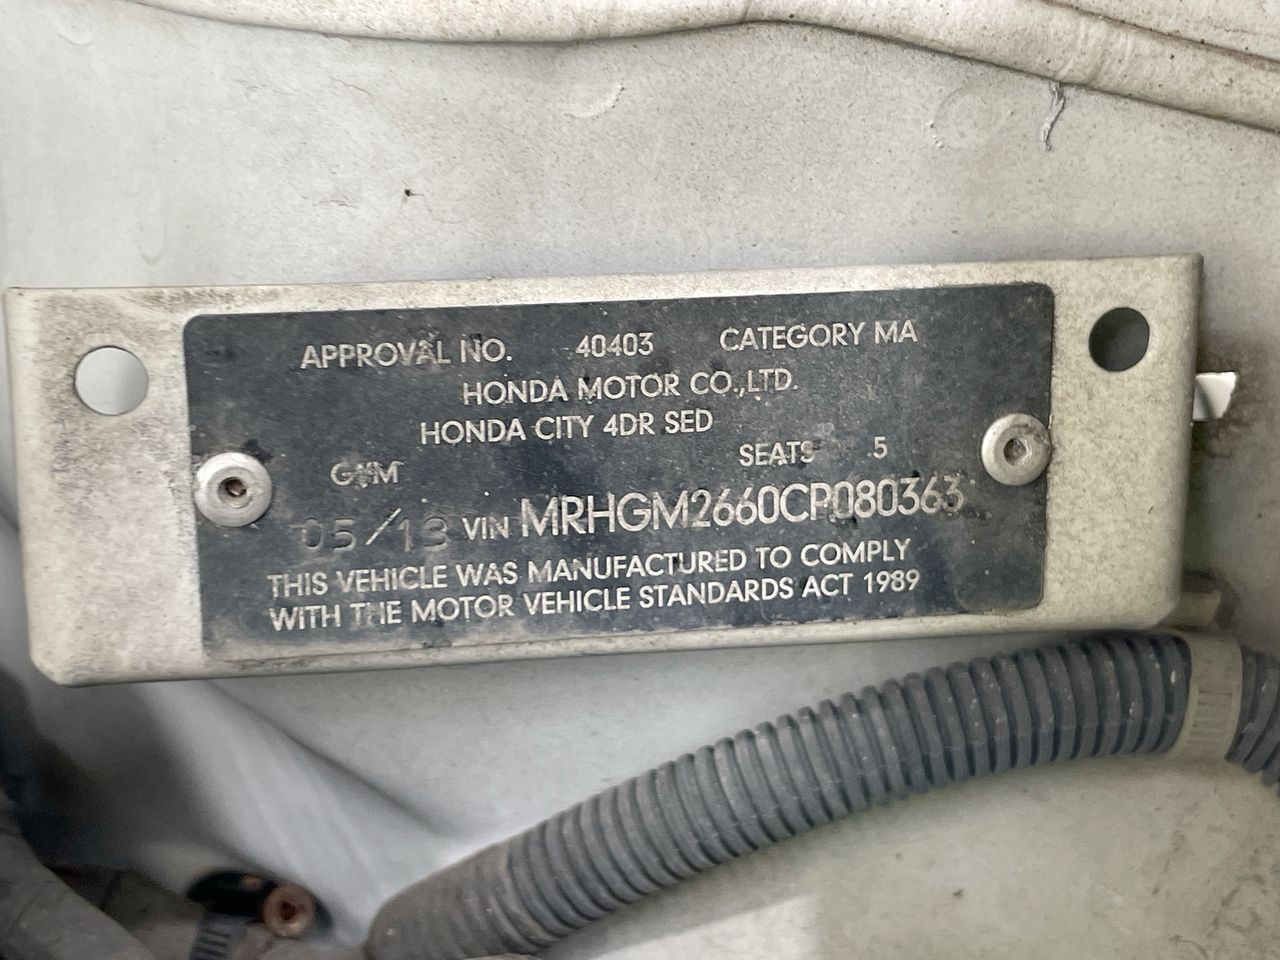 APPROVAL NO. 40403 CATEGORY MA
HONDA MOTOR CO.,LTD.
HONDA CITY 4DR SED
GVM SEATS 5
05/13 VIN MRHGM2660CP080363
THIS VEHICLE WAS MANUFACTURED TO COMPLY
WITH THE MOTOR VEHICLE STANDARDS ACT 1989